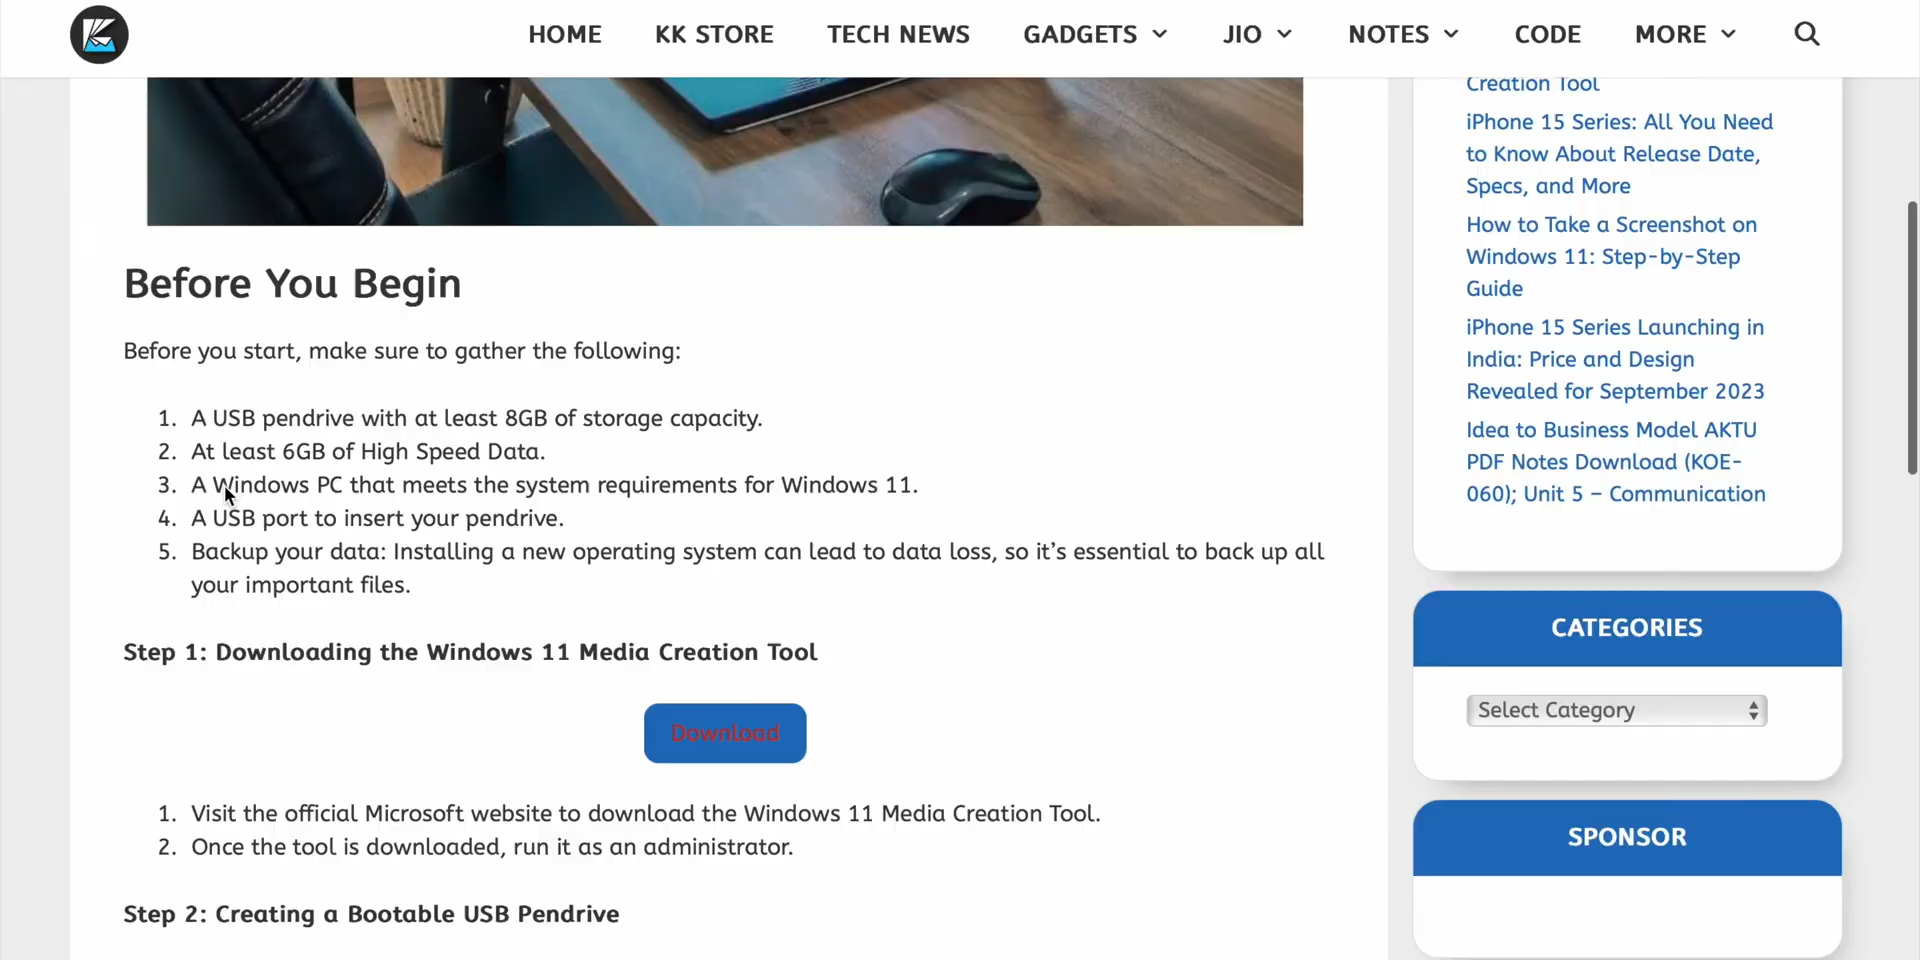 HOME KK STORE TECH NEWS GADGETS JIO NOTES CODE MORE
Before You Begin
Before you start, make sure to gather the following:
1. A USB pendrive with at least 8GB of storage capacity.
2. At least 6GB of High Speed Data.
3. A Windows PC that meets the system requirements for Windows 11.
4. A USB port to insert your pendrive.
5. Backup your data: Installing a new operating system can lead to data loss, so it’s essential to back up all
your important files.
Step 1: Downloading the Windows 11 Media Creation Tool
Download
1. Visit the official Microsoft website to download the Windows 11 Media Creation Tool.
2. Once the tool is downloaded, run it as an administrator.
Step 2: Creating a Bootable USB Pendrive
Creation Tool
iPhone 15 Series: All You Need
to Know About Release Date,
Specs, and More
How to Take a Screenshot on
Windows 11: Step-by-Step
Guide
iPhone 15 Series Launching in
India: Price and Design
Revealed for September 2023
Idea to Business Model AKTU
PDF Notes Download (KOE-
060); Unit 5 – Communication
CATEGORIES
Select Category
SPONSOR